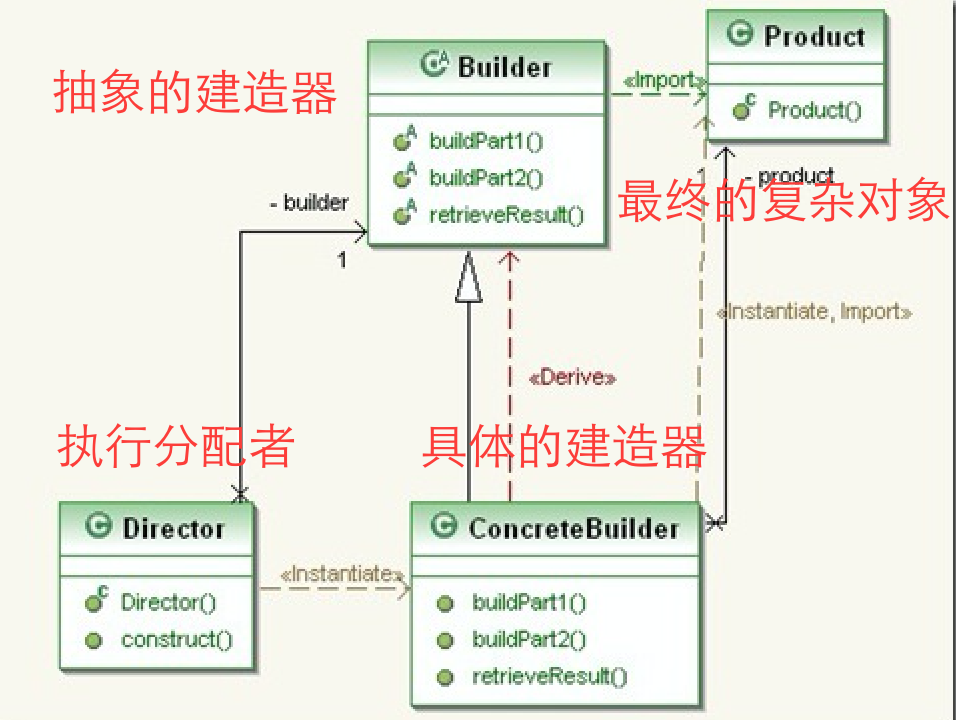 Product
Builder
«Import»
抽象的建造器
Product()
buildPart1()
buildPart2()
retrieveResult()
- product
1
最终的复杂对象
- builder
1
«Instantiate, Import»
«Derive»
执行分配者
具体的建造器
Director
ConcreteBuilder
«Instantiate»
Director()
construct()
buildPart1()
buildPart2()
retrieveResult()